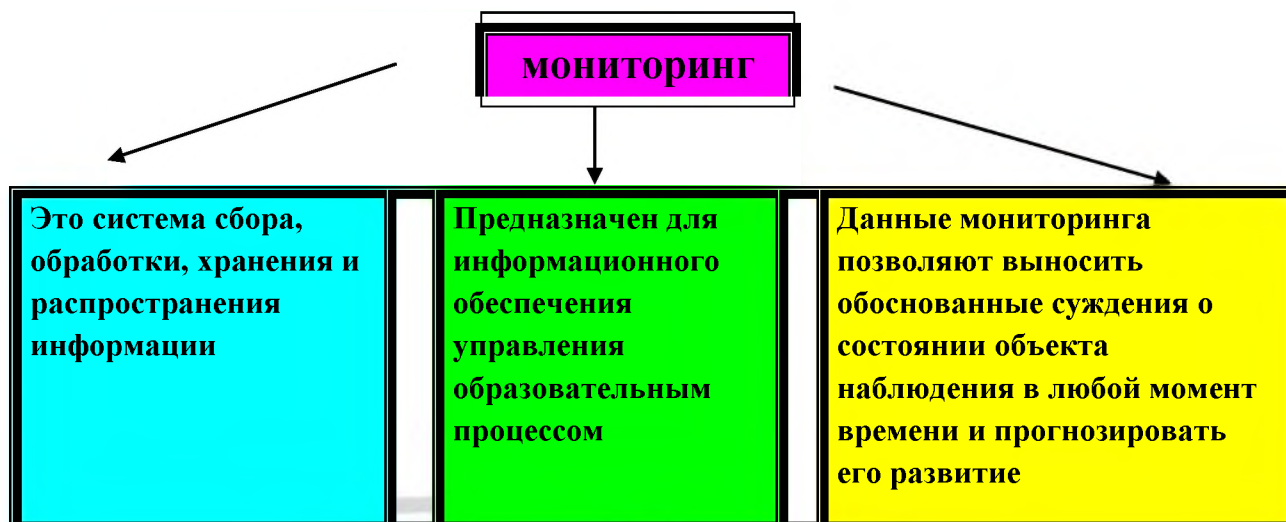 мониторинг
Это система сбора,
обработки, хранения и
распространения
информации
Предназначен для
информационного
обеспечения
управления
образовательным
процессом
Данные мониторинга
позволяют выносить
обоснованные суждения о
состоянии объекта
наблюдения в любой момент
времени и прогнозировать
его развитие